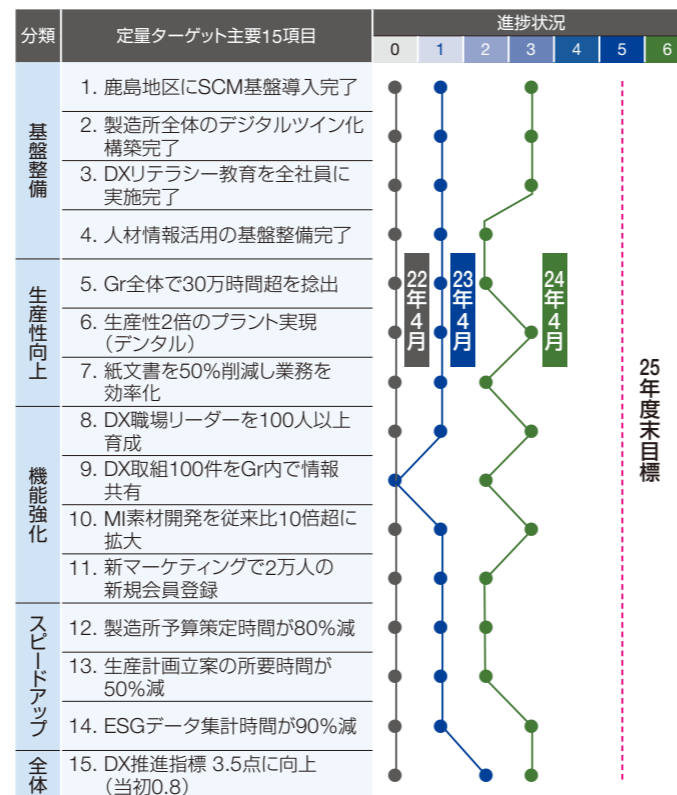 分類
定量ターゲット主要15項目
進捗状況
0 1 2 3 4 5 6
基盤整備
1. 鹿島地区にSCM基盤導入完了
2. 製造所全体のデジタルツイン化
構築完了
3. DXリテラシー教育を全社員に
実施完了
4. 人材情報活用の基盤整備完了
生産性向上
5. Gr全体で30万時間超を捻出
6. 生産性2倍のプラント実現
（デンタル）
7. 紙文書を50%削減し業務を
効率化
機能強化
8. DX職場リーダーを100人以上
育成
9. DX取組100件をGr内で情報
共有
10. MI素材開発を従来比10倍超に
拡大
11. 新マーケティングで2万人の
新規会員登録
スピードアップ
12. 製造所予算策定時間が80%減
13. 生産計画立案の所要時間が
50%減
14. ESGデータ集計時間が90%減
全体
15. DX推進指標 3.5点に向上
（当初0.8）
22年4月
23年4月
24年4月
25年度末目標